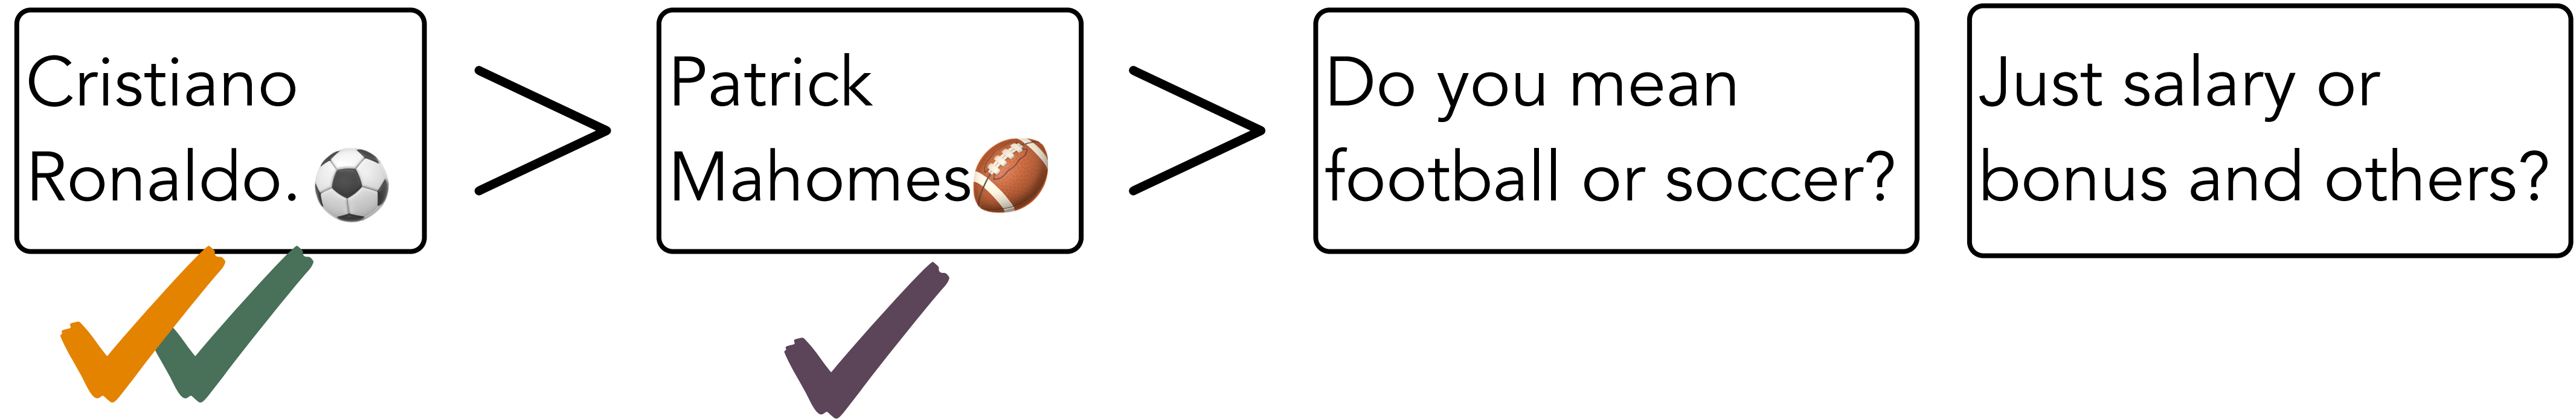 Cristiano
Ronaldo.
>
Patrick
Mahomes
>
Do you mean
football or soccer?
Just salary or
bonus and others?